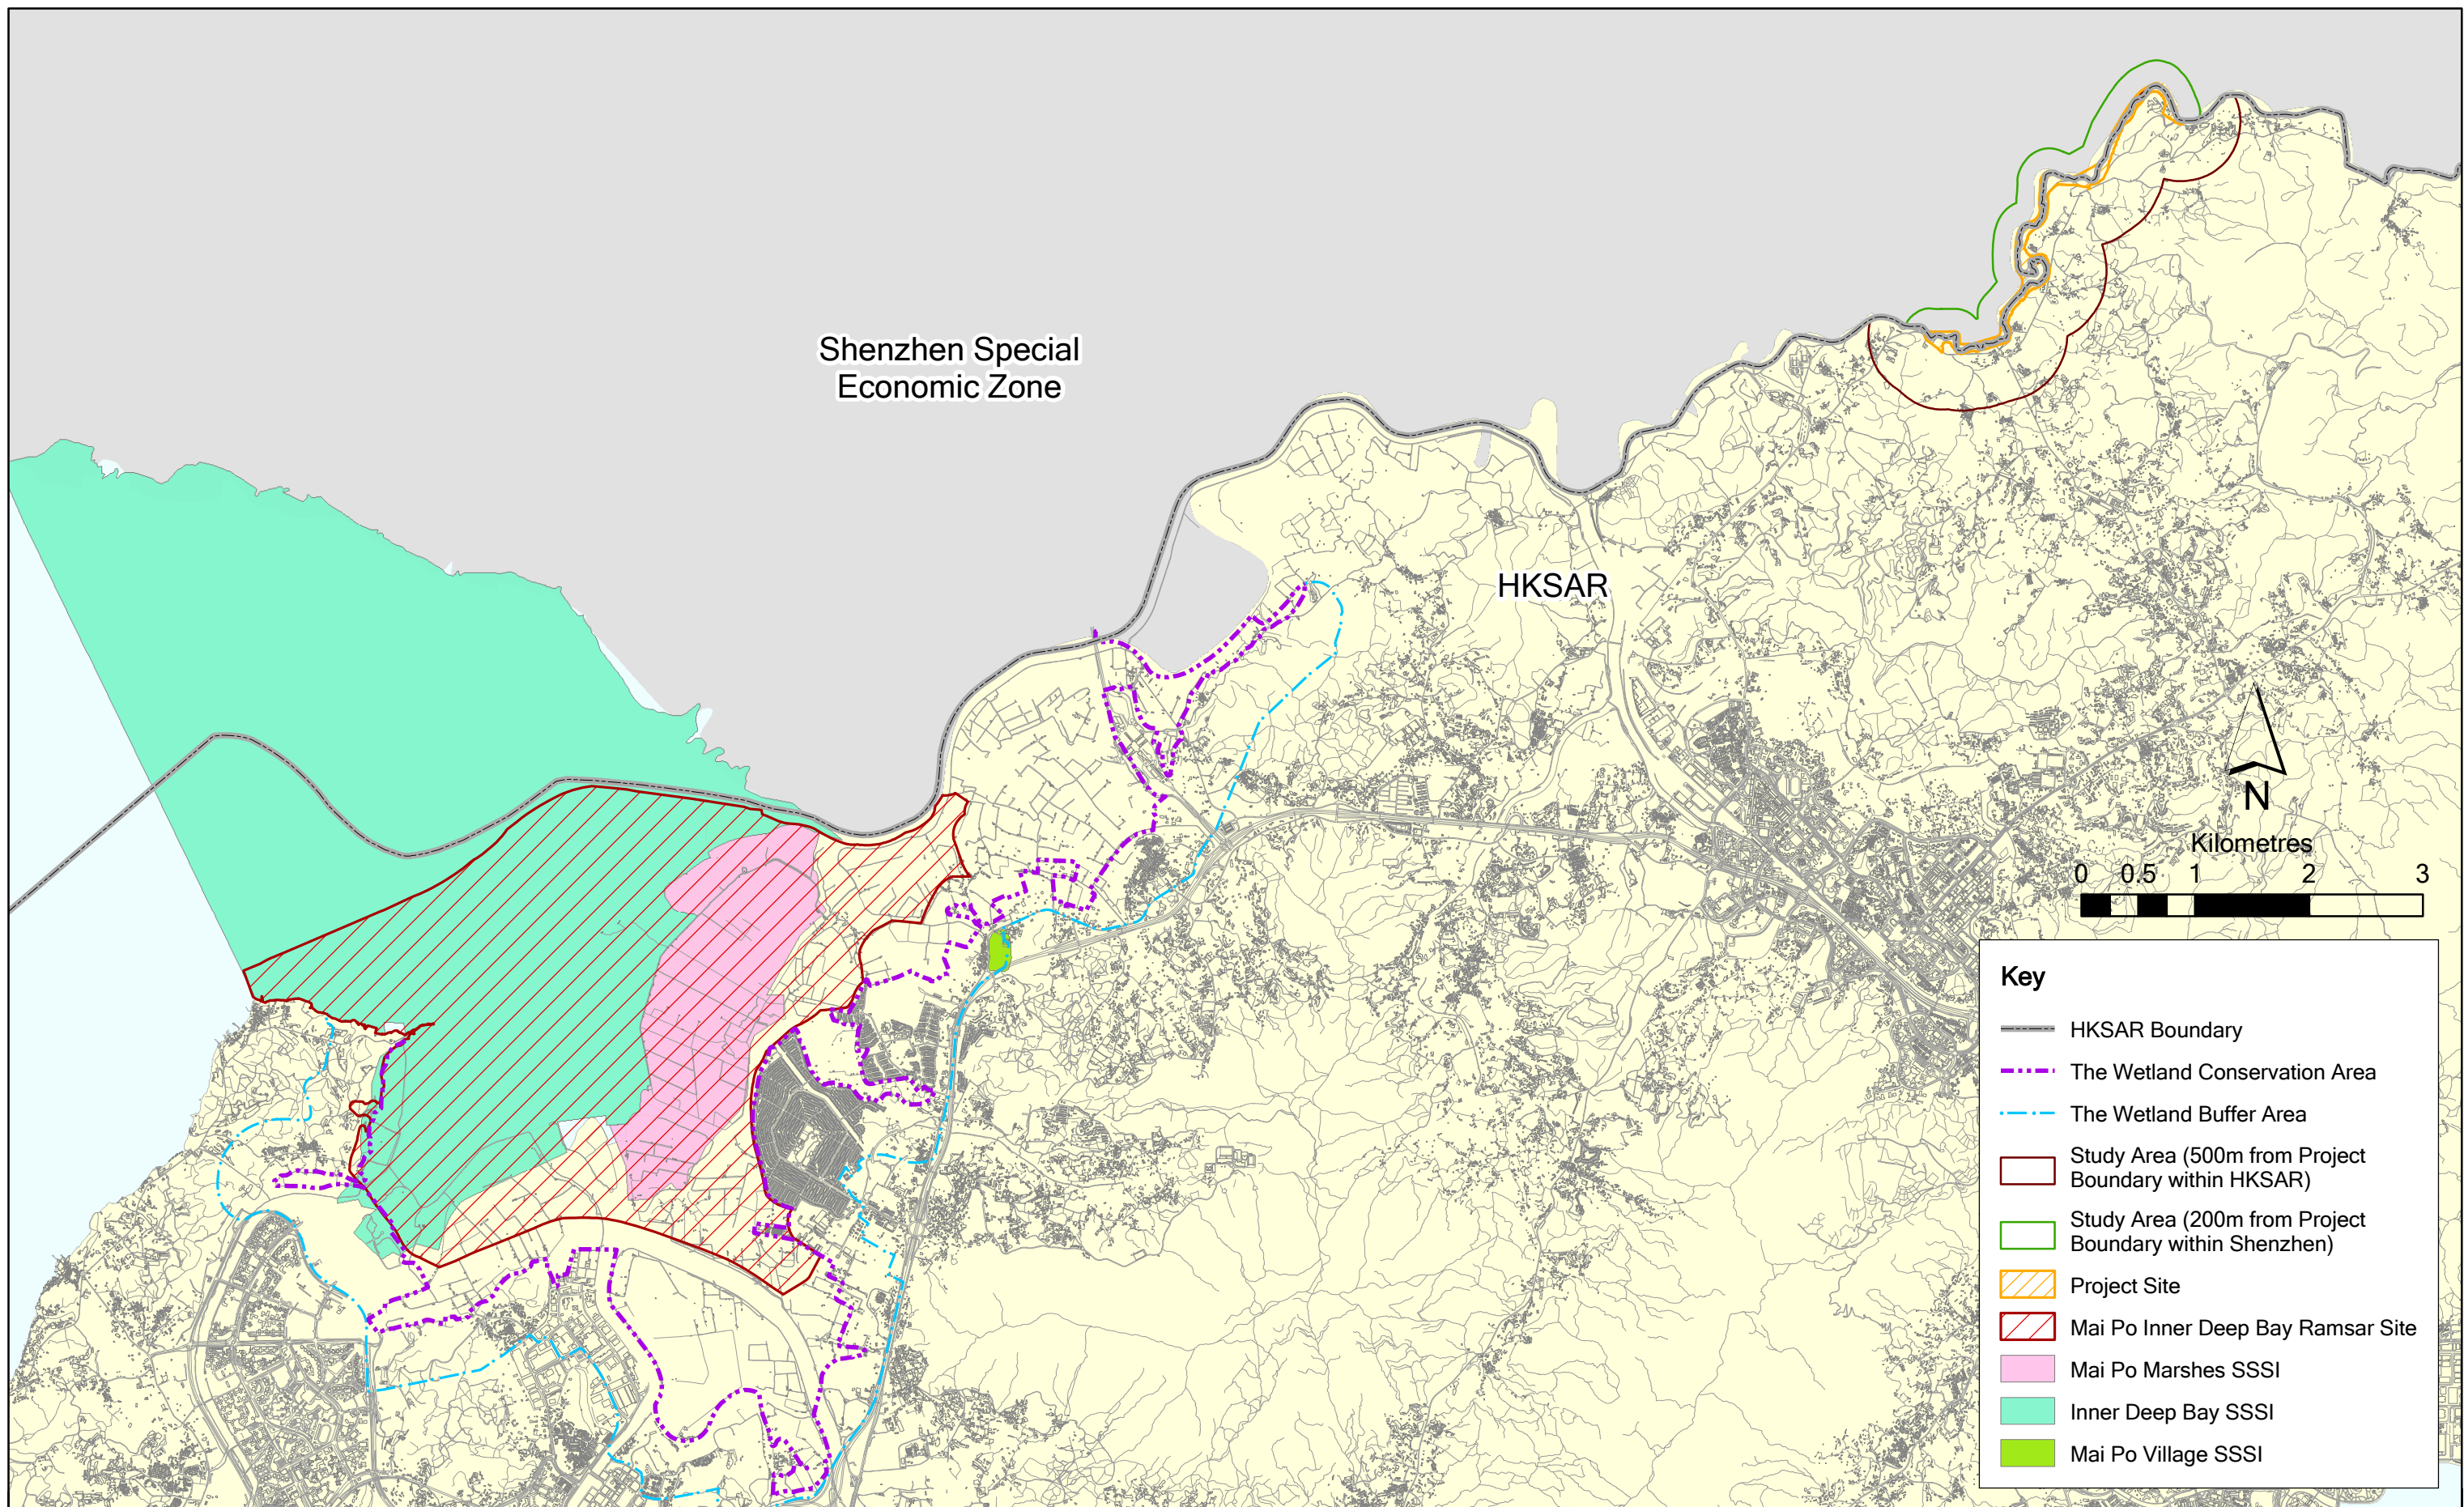 Shenzhen Special
Economic Zone
HKSAR
N
Kilometres
0 0.5 1 2 3
Key
HKSAR Boundary
The Wetland Conservation Area
The Wetland Buffer Area
Study Area (500m from Project
Boundary within HKSAR)
Study Area (200m from Project
Boundary within Shenzhen)
Project Site
Mai Po Inner Deep Bay Ramsar Site
Mai Po Marshes SSSI
Inner Deep Bay SSSI
Mai Po Village SSSI